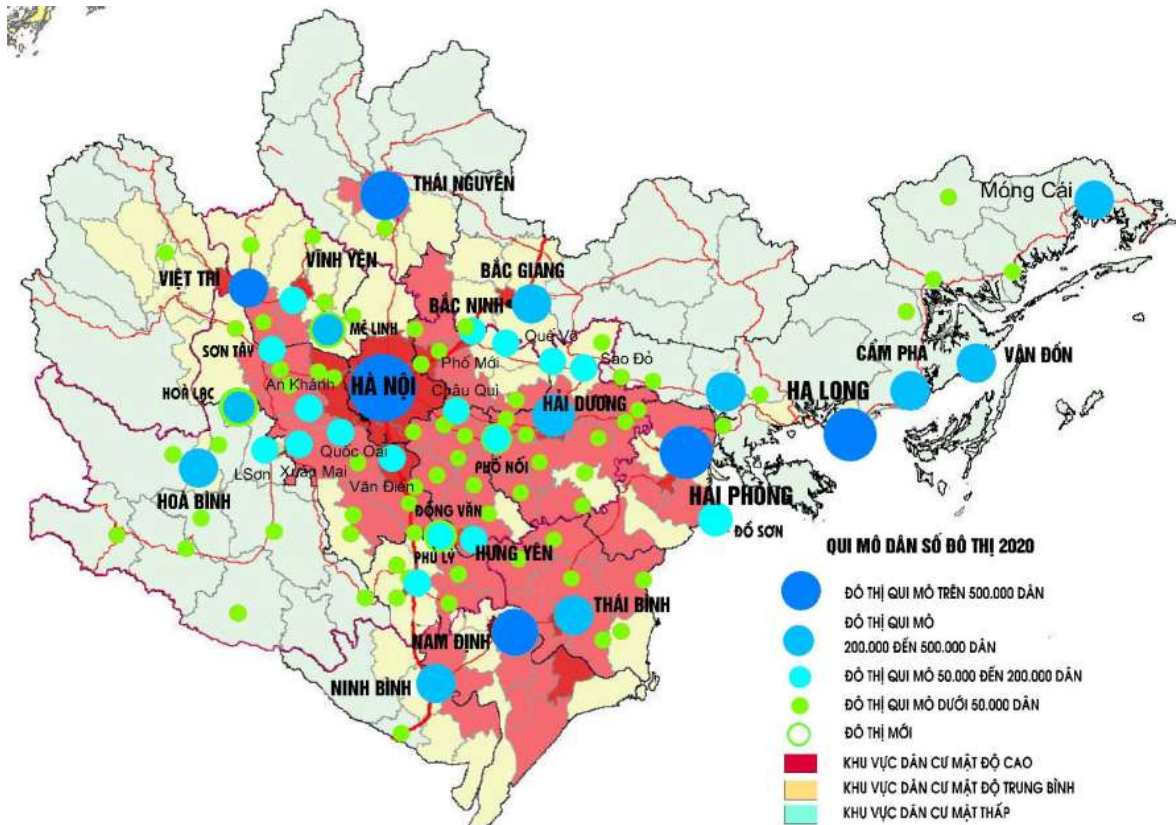 Móng Cái
THÁI NGUYÊN
VĨNH YÊN
BẮC GIANG
VIỆT TRÌ
BẮC NINH
MÊ LINH
Quế Võ
CẨM PHẢ
VÂN ĐỒN
SƠN TÂY
Phố Mới
Sao Đỏ
An Khánh
HÀ NỘI
Châu Quì
HẠ LONG
HOÀ LẠC
HẢI DƯƠNG
Quốc Oai
PHỐ NỐI
LSơn
Xuân Mai
Văn Điển
HOÀ BÌNH
HẢI PHÒNG
ĐỒNG VĂN
ĐỒ SƠN
PHỦ LÝ
HƯNG YÊN
THÁI BÌNH
NAM ĐỊNH
NINH BÌNH
QUI MÔ DÂN SỐ ĐÔ THỊ 2020
ĐÔ THỊ QUI MÔ TRÊN 500.000 DÂN
ĐÔ THỊ QUI MÔ
200.000 ĐẾN 500.000 DÂN
ĐÔ THỊ QUI MÔ 50.000 ĐẾN 200.000 DÂN
ĐÔ THỊ QUI MÔ DƯỚI 50.000 DÂN
ĐÔ THỊ MỚI
KHU VỰC DÂN CƯ MẬT ĐỘ CAO
KHU VỰC DÂN CƯ MẬT ĐỘ TRUNG BÌNH
KHU VỰC DÂN CƯ MẬT THẤP